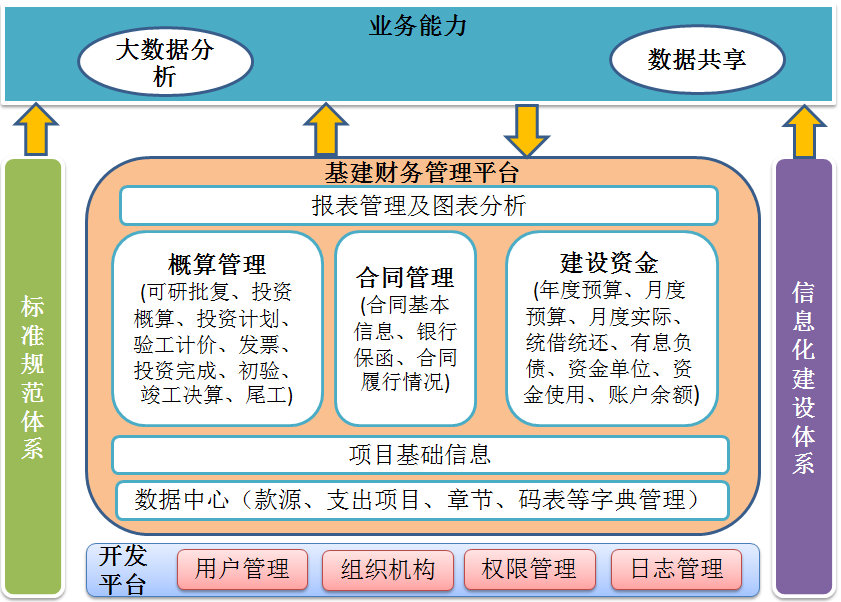 业务能力
大数据分
析
数据共享
基建财务管理平台
报表管理及图表分析
概算管理
(可研批复、投资
概算、投资计划、
验工计价、发票、
投资完成、初验、
竣工决算、尾工)
合同管理
(合同基本
信息、银行
保函、合同
履行情况)
建设资金
(年度预算、月度
预算、月度实际、
统借统还、有息负
债、资金单位、资
金使用、账户余额)
项目基础信息
数据中心（款源、支出项目、章节、码表等字典管理）
标准规范体系
信息化建设体系
开发
平台
用户管理
组织机构
权限管理
日志管理